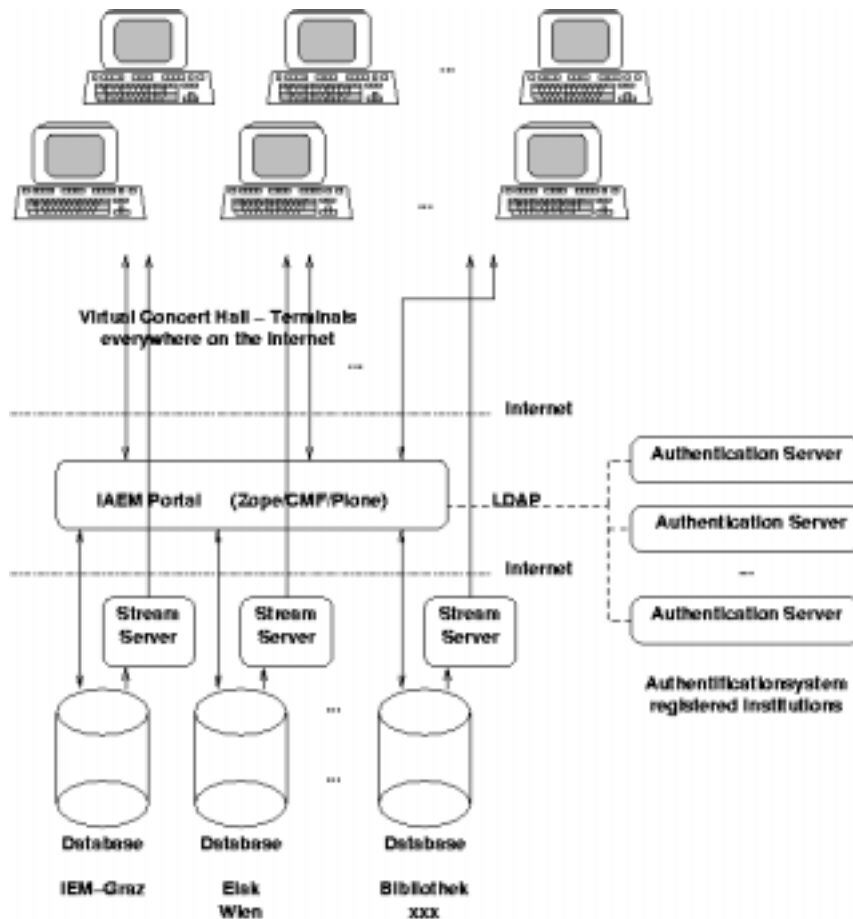 ...
...
Virtual Concert Hall – Terminals
everywhere on the Internet
...
Internet
IAEM Portal (Zope/CMF/Plone)
LDAP
Authentication Server
Authentication Server
...
Authentication Server
Authentificationsystem
registered Institutions
Internet
Stream
Server
Stream
Server
Stream
Server
...
...
Database
Database
Database
IEM–Graz
Elak
Wien
Bibliothek
xxx